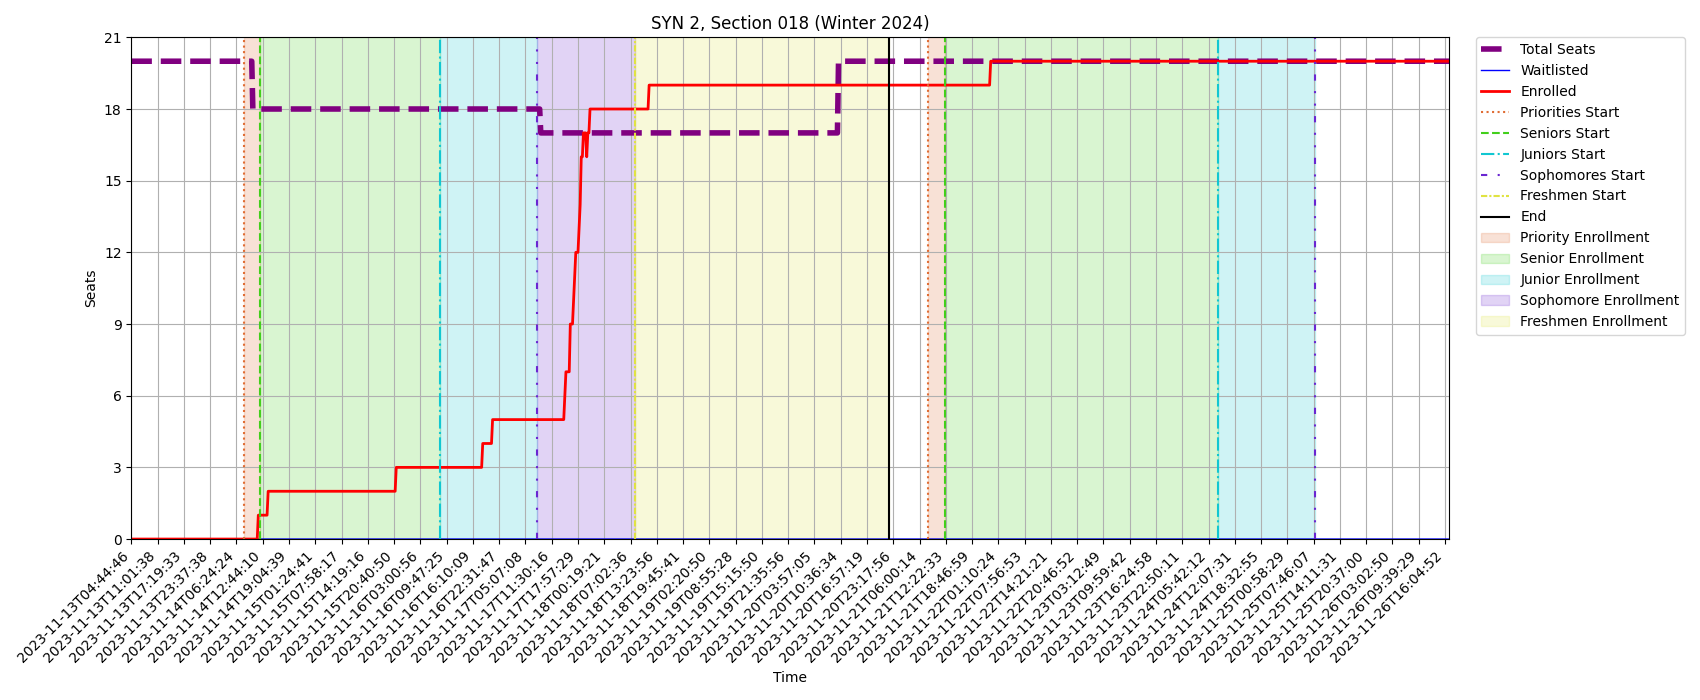 SYN 2, Section 018 (Winter 2024)
Seats
21
18
15
12
9
6
3
0
2023-11-13T04:44:46
2023-11-13T11:01:38
2023-11-13T17:19:33
2023-11-13T23:37:38
2023-11-14T06:24:24
2023-11-14T12:44:10
2023-11-14T19:04:39
2023-11-15T01:24:41
2023-11-15T07:58:17
2023-11-15T14:19:16
2023-11-15T20:40:50
2023-11-16T03:00:56
2023-11-16T09:47:25
2023-11-16T16:10:09
2023-11-16T22:31:47
2023-11-17T05:07:08
2023-11-17T11:30:16
2023-11-17T17:57:29
2023-11-18T00:19:21
2023-11-18T07:02:36
2023-11-18T13:23:56
2023-11-18T19:45:41
2023-11-19T02:20:50
2023-11-19T08:55:28
2023-11-19T15:15:50
2023-11-19T21:35:56
2023-11-20T03:57:05
2023-11-20T10:36:34
2023-11-20T16:57:19
2023-11-20T23:17:56
2023-11-21T06:00:14
2023-11-21T12:22:33
2023-11-21T18:46:59
2023-11-22T01:10:24
2023-11-22T07:56:53
2023-11-22T14:21:21
2023-11-22T20:46:52
2023-11-23T03:12:49
2023-11-23T09:59:42
2023-11-23T16:24:58
2023-11-23T22:50:11
2023-11-24T05:42:12
2023-11-24T12:07:31
2023-11-24T18:32:55
2023-11-25T00:58:29
2023-11-25T07:46:07
2023-11-25T14:11:31
2023-11-25T20:37:00
2023-11-26T03:02:50
2023-11-26T09:39:29
2023-11-26T16:04:52
Time
Total Seats
Waitlisted
Enrolled
Priorities Start
Seniors Start
Juniors Start
Sophomores Start
Freshmen Start
End
Priority Enrollment
Senior Enrollment
Junior Enrollment
Sophomore Enrollment
Freshmen Enrollment